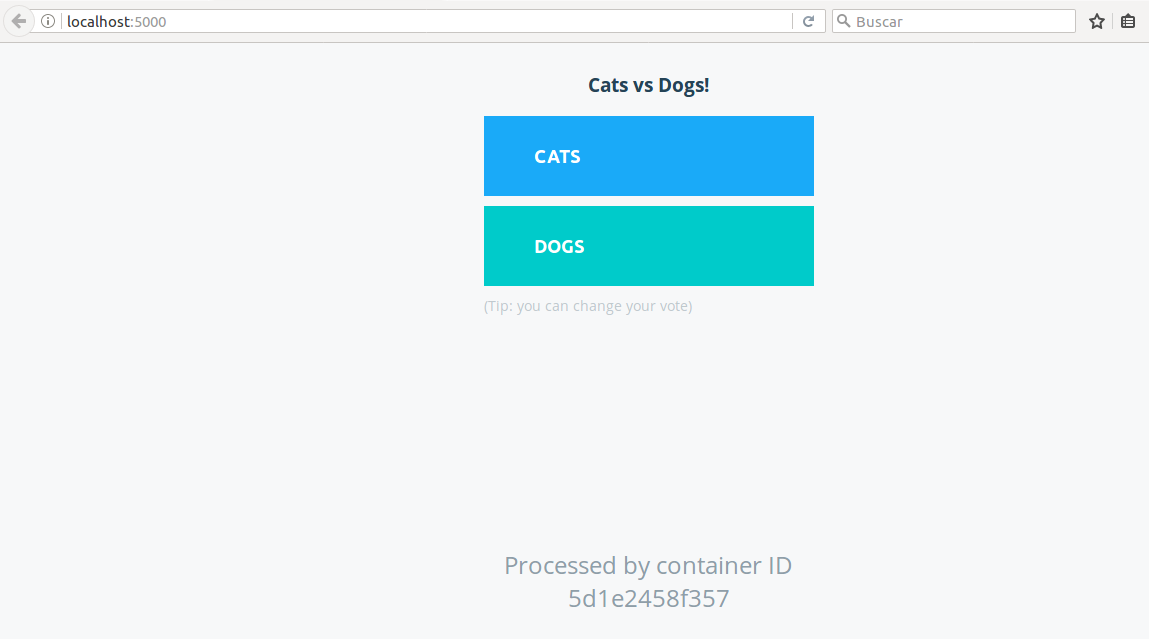 localhost:5000
Buscar
Cats vs Dogs!
CATS
DOGS
(Tip: you can change your vote)
Processed by container ID
5d1e2458f357